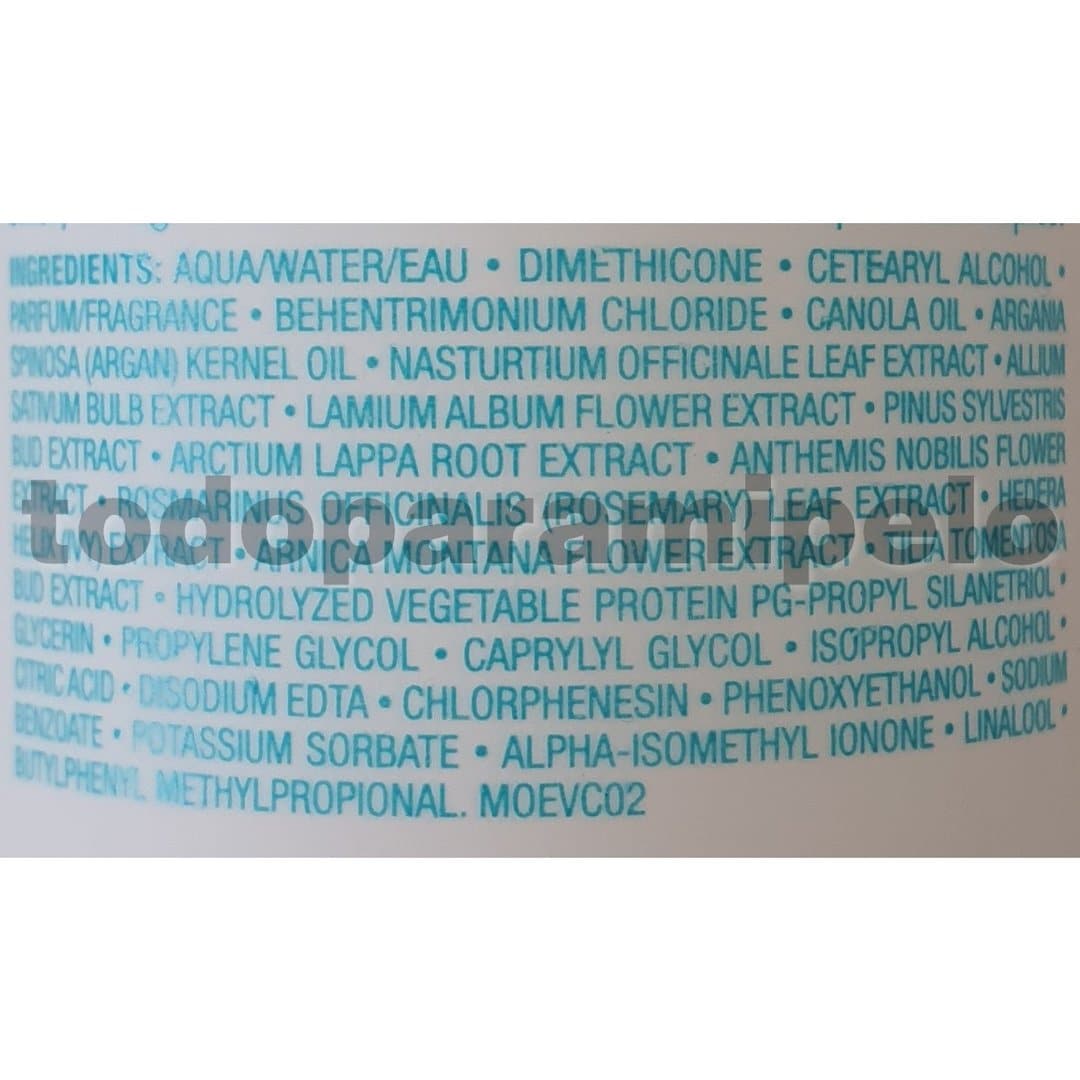 INGREDIENTS: AQUA/WATER/EAU • DIMETHICONE • CETEARYL ALCOHOL •
PARFUM/FRAGRANCE • BEHENTRIMONIUM CHLORIDE • CANOLA OIL • ARGANIA
SPINOSA (ARGAN) KERNEL OIL • NASTURTIUM OFFICINALE LEAF EXTRACT • ALLIUM
SATIVUM BULB EXTRACT • LAMIUM ALBUM FLOWER EXTRACT • PINUS SYLVESTRIS
BUD EXTRACT • ARCTIUM LAPPA ROOT EXTRACT • ANTHEMIS NOBILIS FLOWER
EXTRACT • ROSMARINUS OFFICINALIS (ROSEMARY) LEAF EXTRACT • HEDERA
todoparamipelo
HELIX (IVY) EXTRACT • ARNICA MONTANA FLOWER EXTRACT • TILIA TOMENTOSA
BUD EXTRACT • HYDROLYZED VEGETABLE PROTEIN PG-PROPYL SILANETRIOL •
GLYCERIN • PROPYLENE GLYCOL • CAPRYLYL GLYCOL • ISOPROPYL ALCOHOL •
CITRIC ACID • DISODIUM EDTA • CHLORPHENESIN • PHENOXYETHANOL • SODIUM
BENZOATE • POTASSIUM SORBATE • ALPHA-ISOMETHYL IONONE • LINALOOL •
BUTYLPHENYL METHYLPROPIONAL. MOEVC02